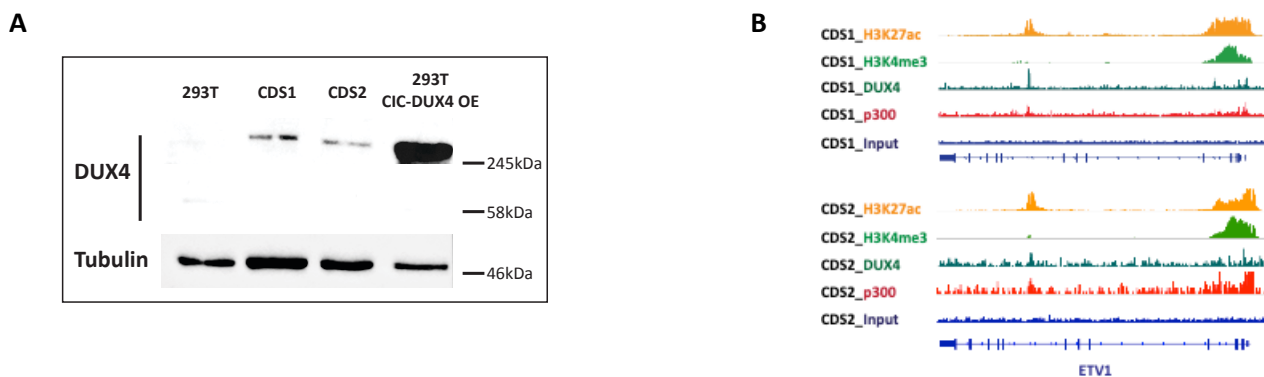 A
293T CDS1 CDS2 293T
CIC-DUX4 OE
DUX4
245kDa
58kDa
Tubulin
46kDa
B
CDS1_H3K27ac
CDS1_H3K4me3
CDS1_DUX4
CDS1_p300
CDS1_Input
CDS2_H3K27ac
CDS2_H3K4me3
CDS2_DUX4
CDS2_p300
CDS2_Input
ETV1